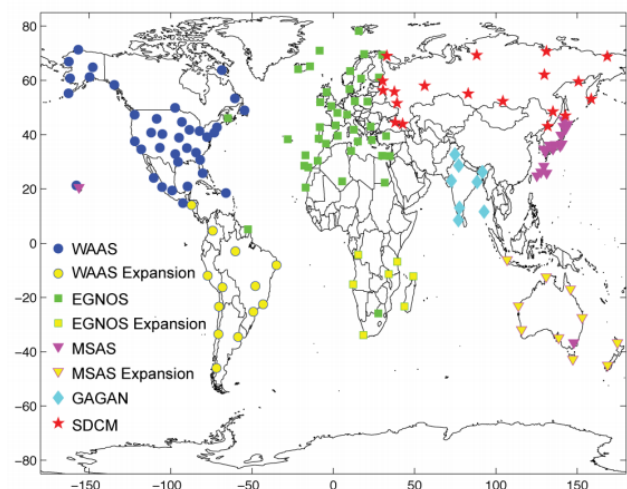 80
60
40
20
0
−20
−40
−60
−80
WAAS
WAAS Expansion
EGNOS
EGNOS Expansion
MSAS
MSAS Expansion
GAGAN
SDCM
−150 −100 −50 0 50 100 150